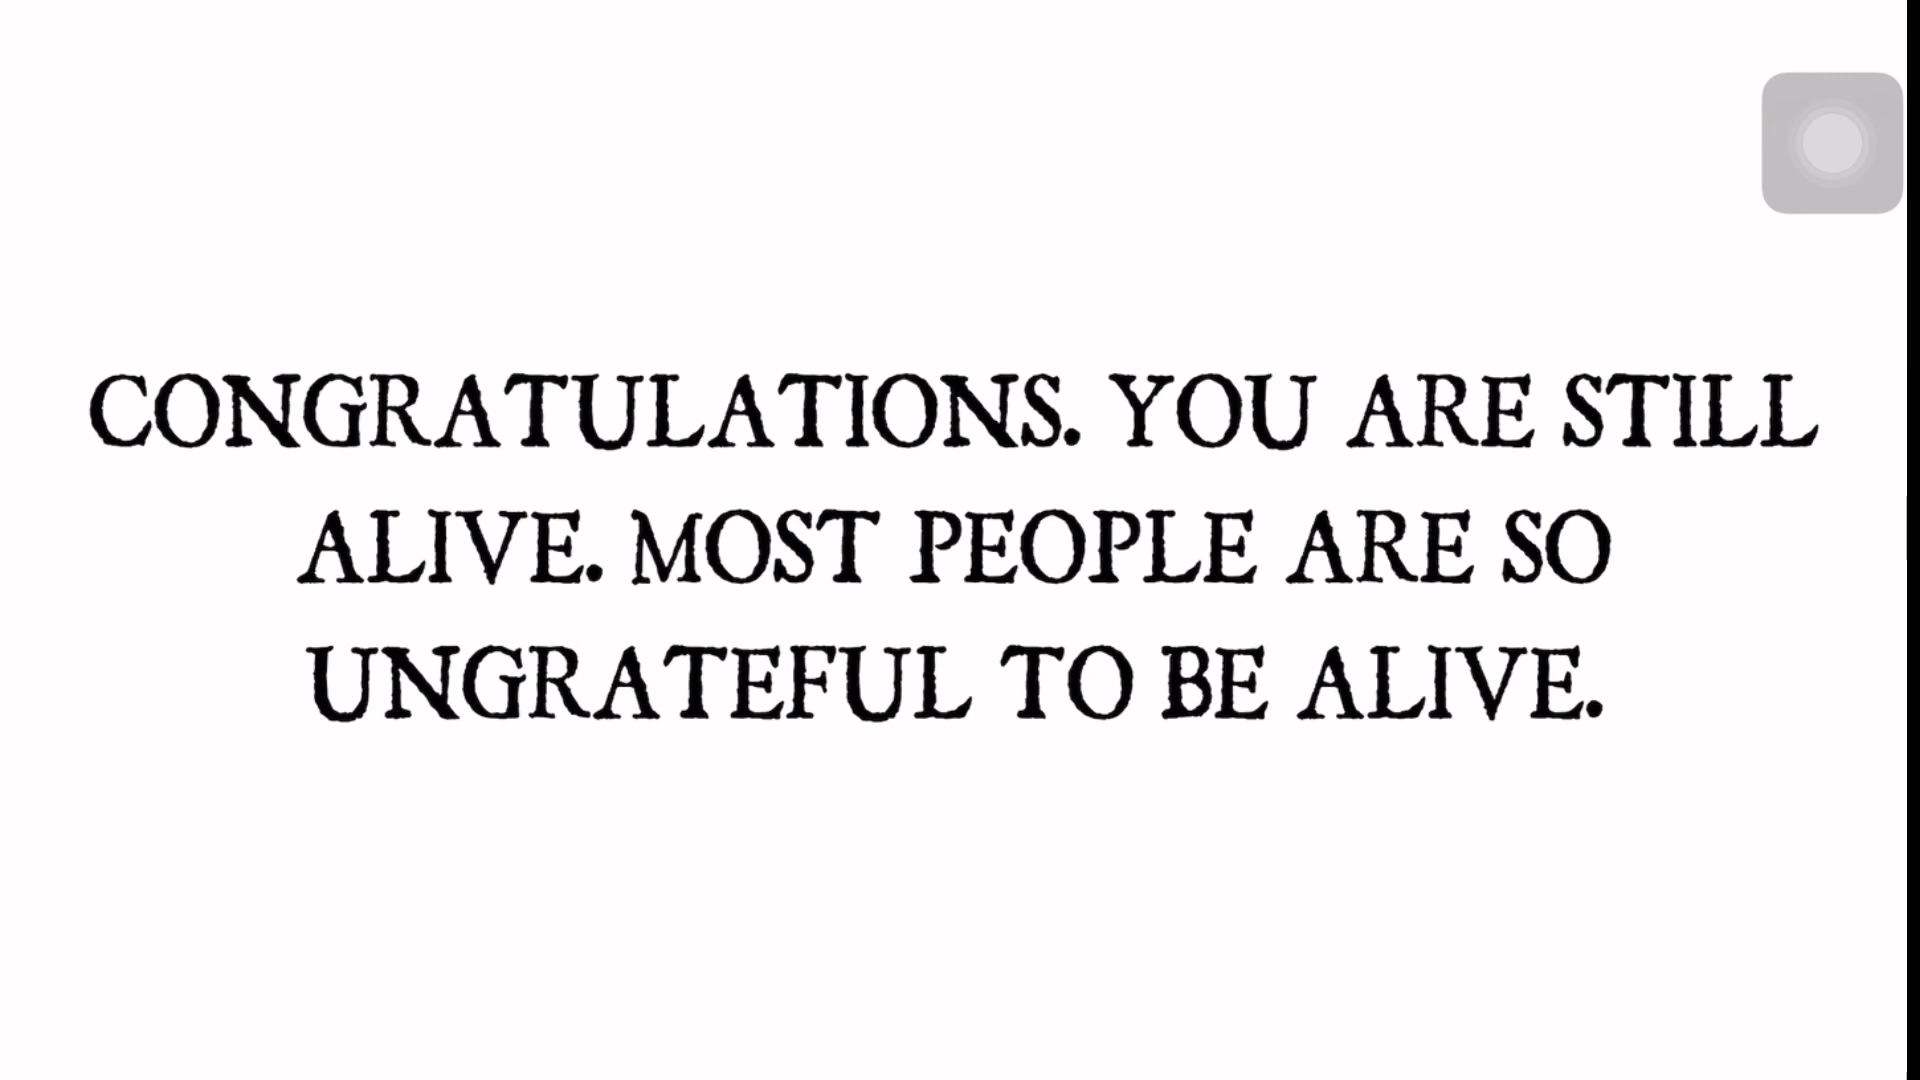 CONGRATULATIONS. YOU ARE STILL
ALIVE. MOST PEOPLE ARE SO
UNGRATEFUL TO BE ALIVE.